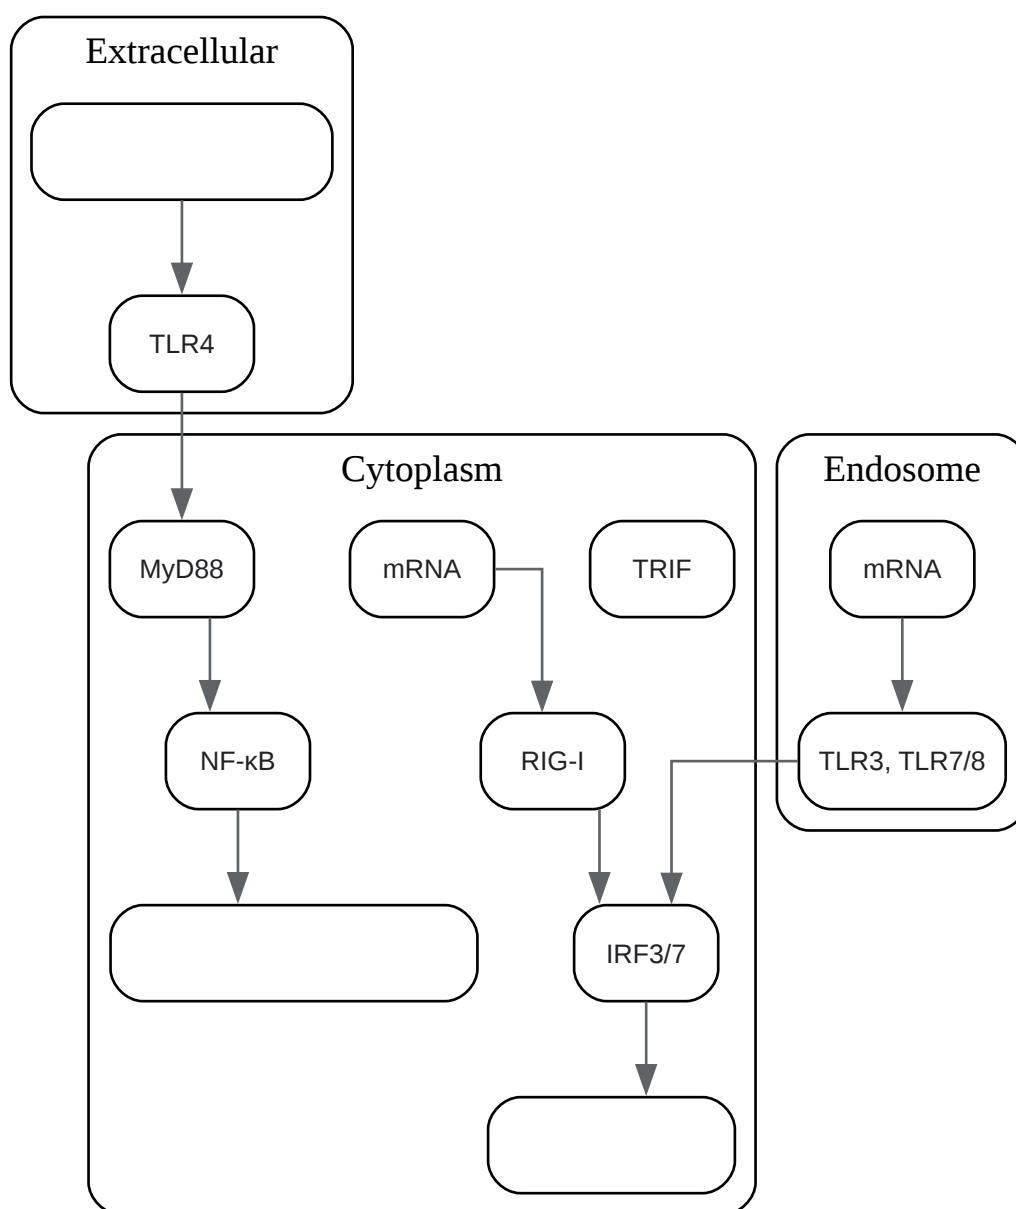 Extracellular
TLR4
Cytoplasm
Endosome
MyD88
mRNA
TRIF
mRNA
NF-κB
RIG-I
TLR3, TLR7/8
IRF3/7